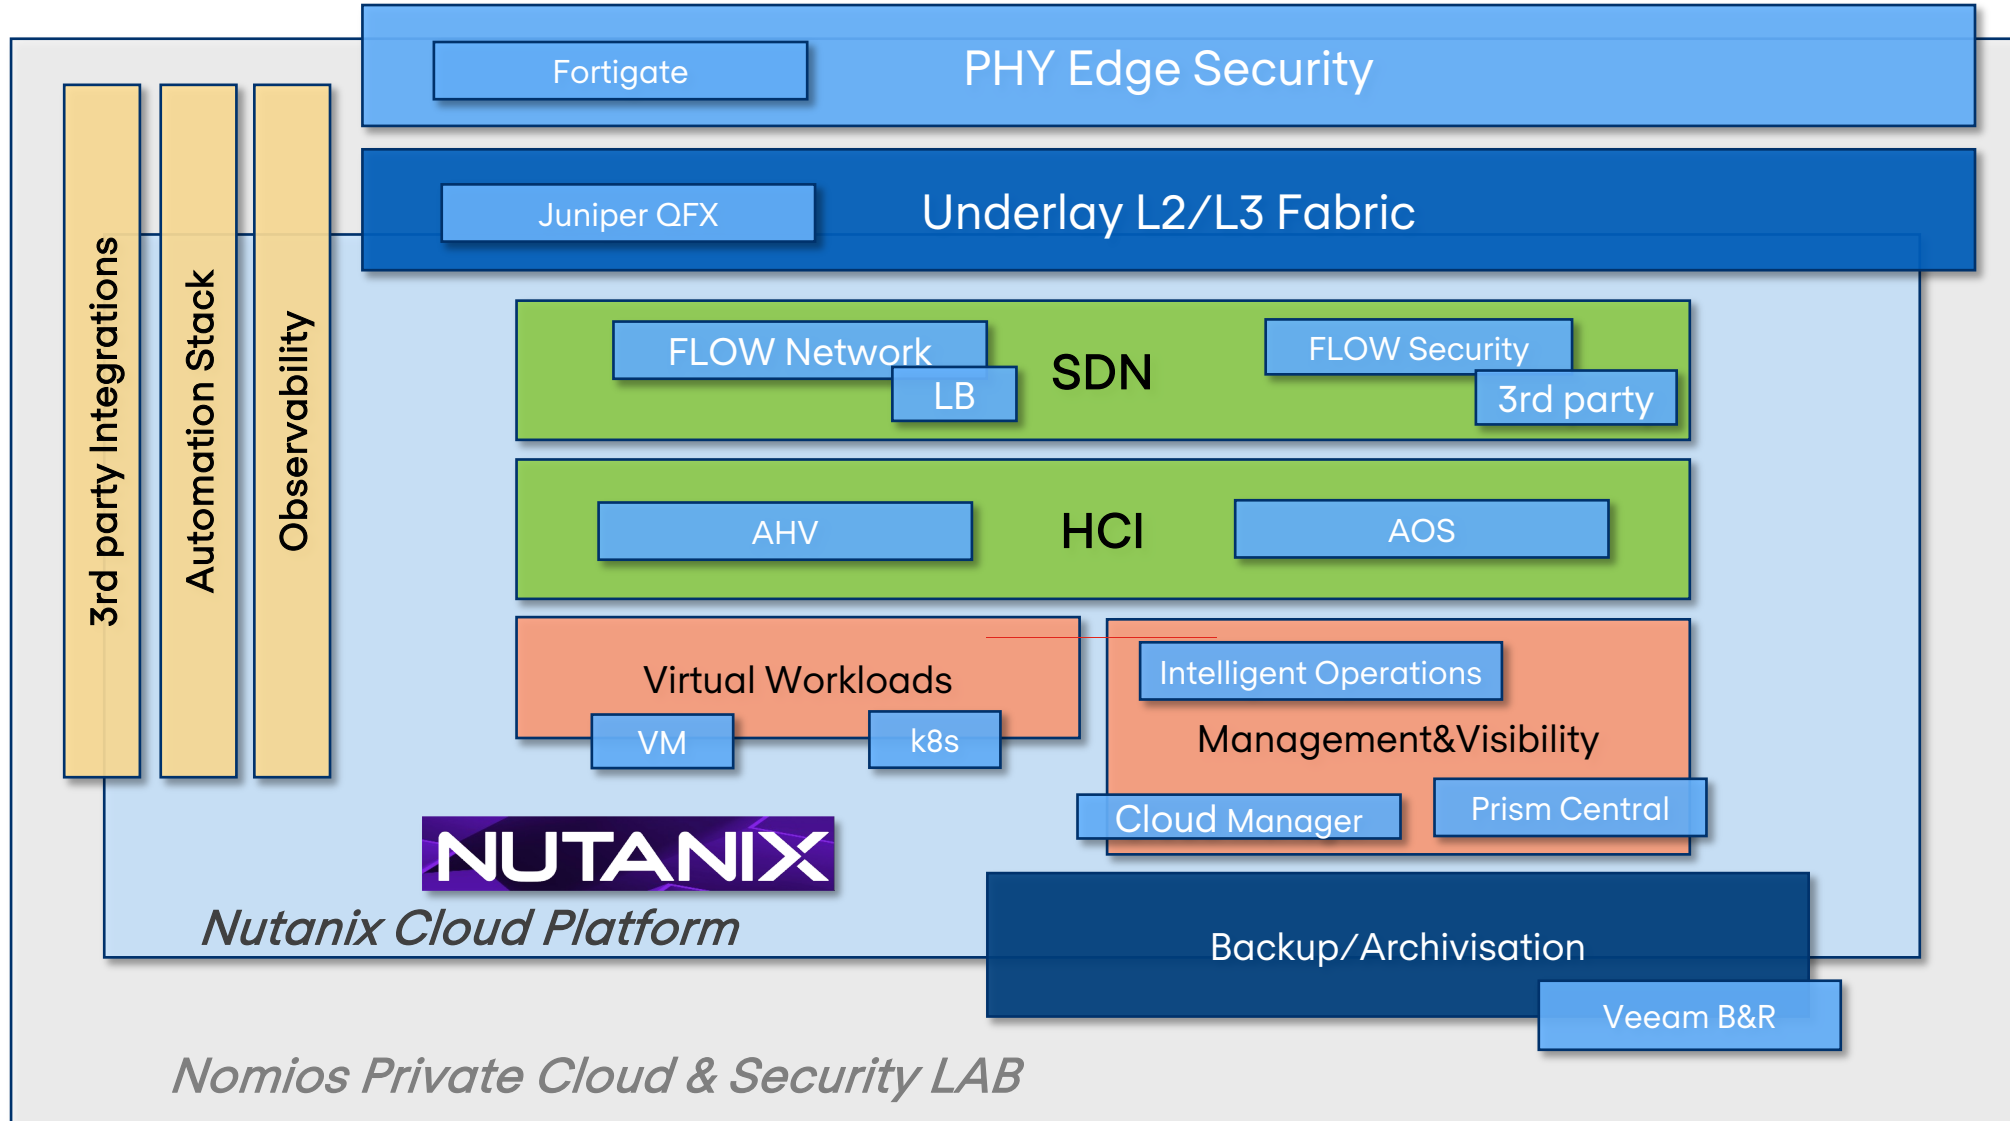 Fortigate
PHY Edge Security
Juniper QFX
Underlay L2/L3 Fabric
3rd party Integrations
Automation Stack
Observability
FLOW Network
LB
SDN
FLOW Security
3rd party
AHV
HCI
AOS
Virtual Workloads
VM
k8s
Intelligent Operations
Management&Visibility
Cloud Manager
Prism Central
NUTANIX
Nutanix Cloud Platform
Backup/Archivisation
Veeam B&R
Nomios Private Cloud & Security LAB